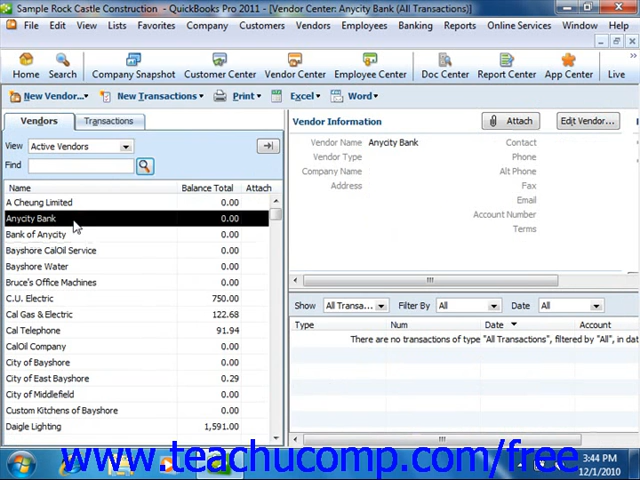 Sample Rock Castle Construction - QuickBooks Pro 2011 - [Vendor Center: Anycity Bank (All Transactions)]
File Edit View Lists Favorites Company Customers Vendors Employees Banking Reports Online Services Window Help
Home Search Company Snapshot Customer Center Vendor Center Employee Center Doc Center Report Center App Center Live
New Vendor... New Transactions Print Excel Word
Vendors Transactions
View Active Vendors
Find
Name Balance Total Attach
A Cheung Limited 0.00
Anycity Bank 0.00
Bank of Anycity 0.00
Bayshore CalOil Service 0.00
Bayshore Water 0.00
Bruce's Office Machines 0.00
C.U. Electric 750.00
Cal Gas & Electric 122.68
Cal Telephone 91.94
CalOil Company 0.00
City of Bayshore 0.00
City of East Bayshore 0.29
City of Middlefield 0.00
Custom Kitchens of Bayshore 0.00
Daigle Lighting 1,591.00
Vendor Information Attach Edit Vendor...
Vendor Name Anycity Bank Contact
Vendor Type Phone
Company Name Alt Phone
Address Fax
Email
Account Number
Terms
Show All Transa... Filter By All Date All
Type Num Date Account
There are no transactions of type "All Transactions", filtered by "All", in dat
www.teachucomp.com/free
3:44 PM
12/1/2010